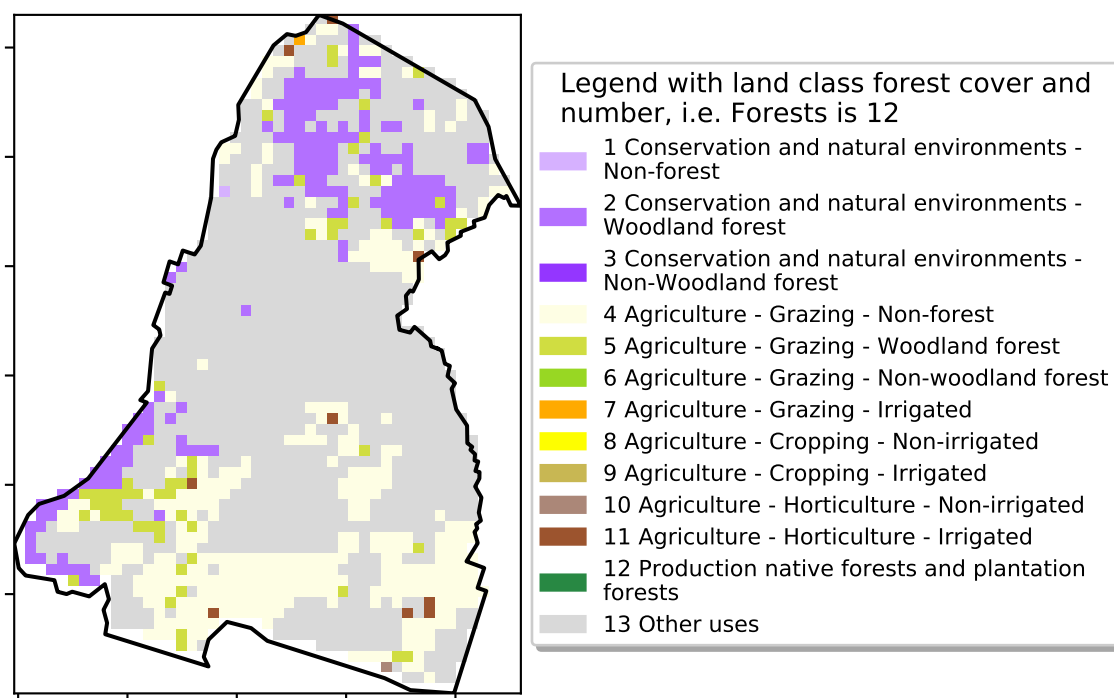 Legend with land class forest cover and
number, i.e. Forests is 12
1 Conservation and natural environments -
Non-forest
2 Conservation and natural environments -
Woodland forest
3 Conservation and natural environments -
Non-Woodland forest
4 Agriculture - Grazing - Non-forest
5 Agriculture - Grazing - Woodland forest
6 Agriculture - Grazing - Non-woodland forest
7 Agriculture - Grazing - Irrigated
8 Agriculture - Cropping - Non-irrigated
9 Agriculture - Cropping - Irrigated
10 Agriculture - Horticulture - Non-irrigated
11 Agriculture - Horticulture - Irrigated
12 Production native forests and plantation
forests
13 Other uses